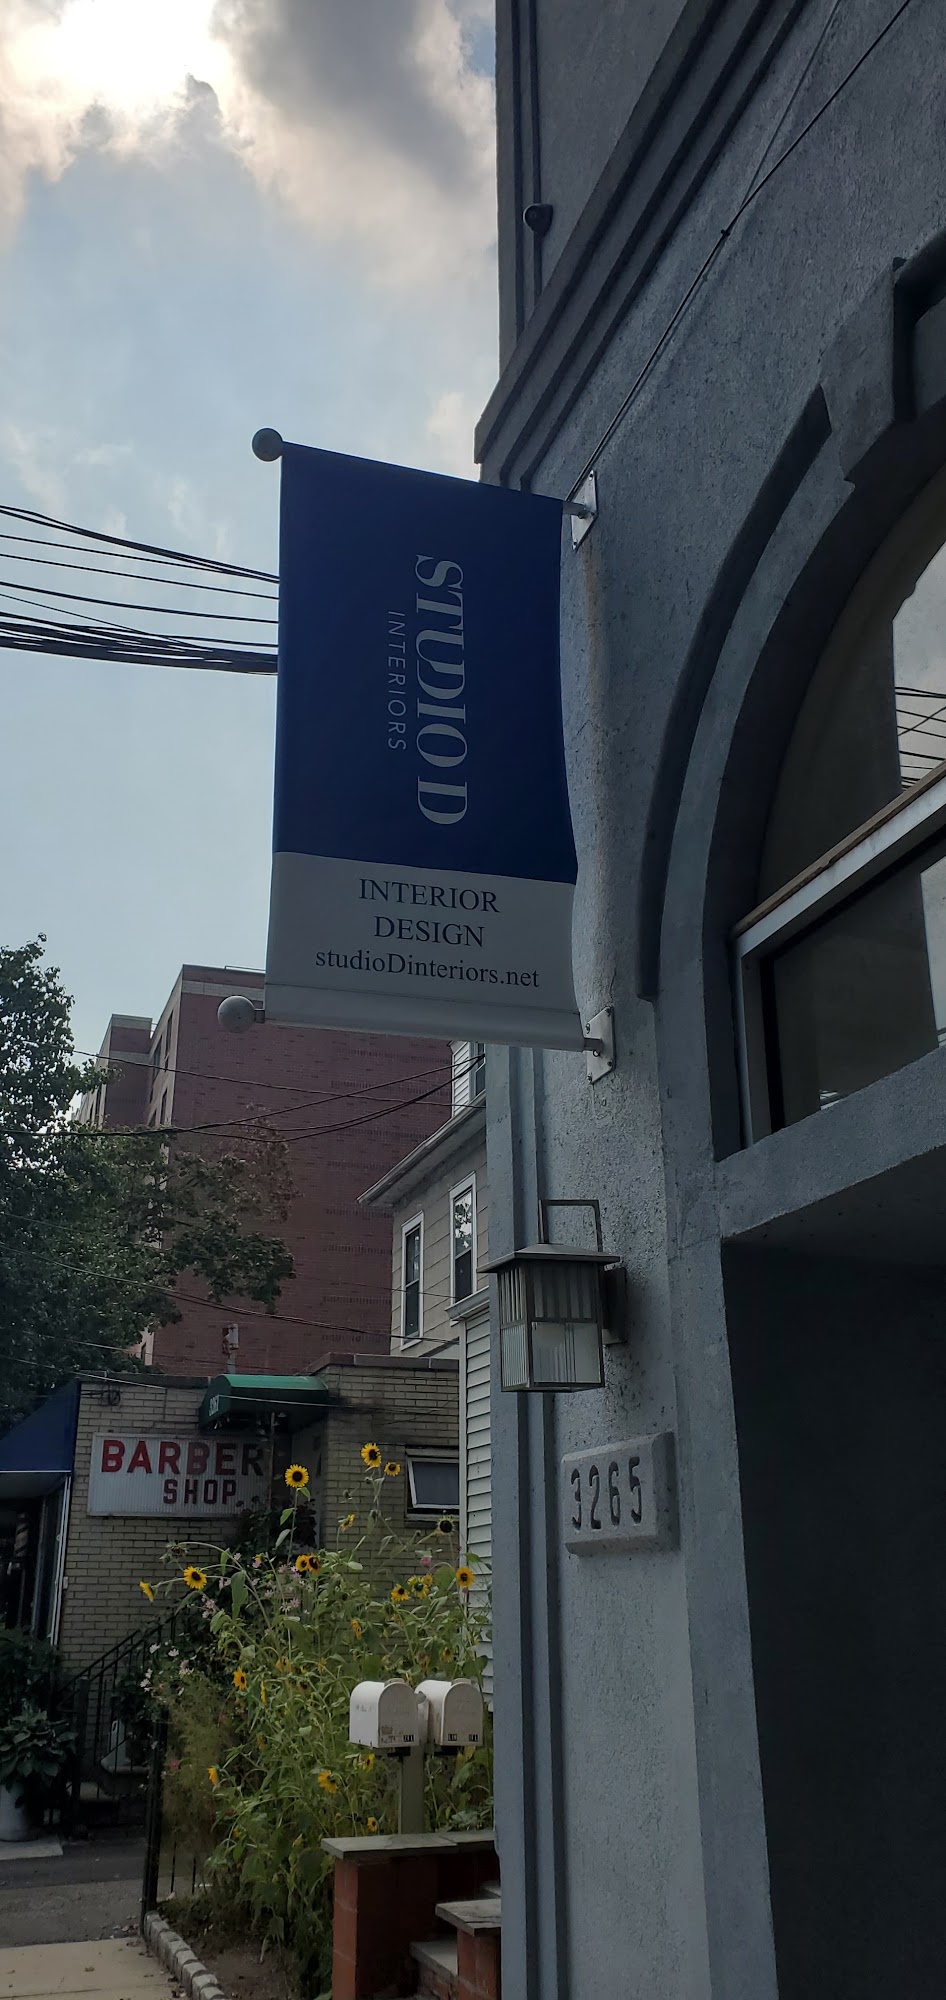 STUDIO D
INTERIORS
INTERIOR
DESIGN
studioDinteriors.net
BARBER
SHOP
3265